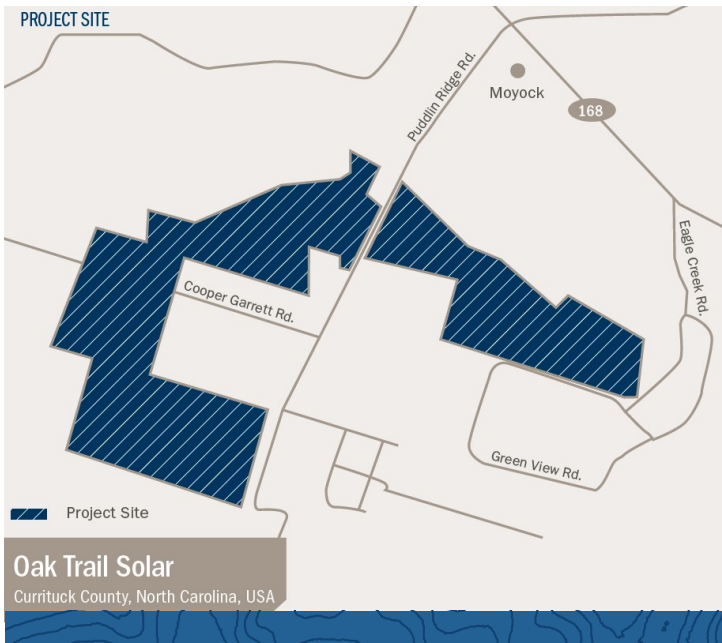 PROJECT SITE
Puddlin Ridge Rd.
Moyock
168
Eagle Creek Rd.
Cooper Garrett Rd.
Green View Rd.
Project Site
Oak Trail Solar
Currituck County, North Carolina, USA